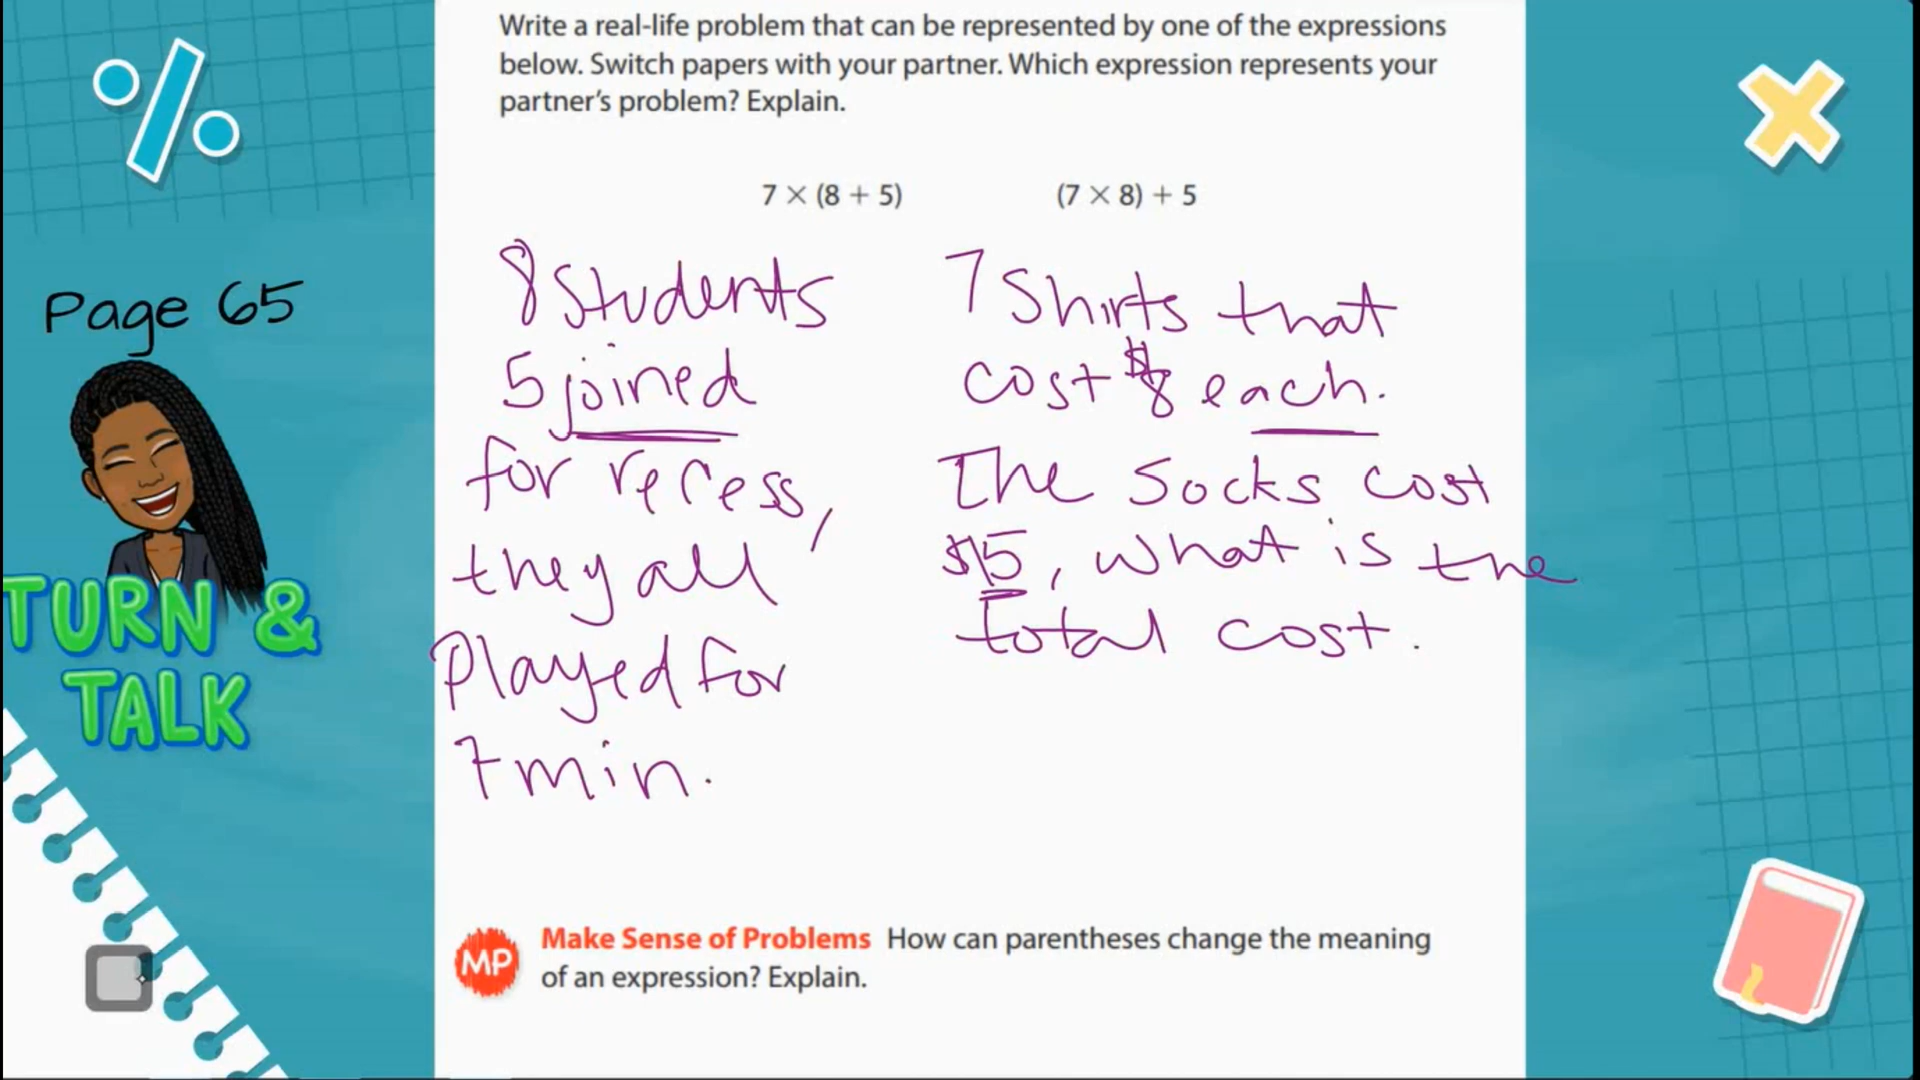 Write a real-life problem that can be represented by one of the expressions
below. Switch papers with your partner. Which expression represents your
partner's problem? Explain.
7 × (8 + 5)
(7 × 8) + 5
Page 65
TURN &
TALK
8 Students
5 joined
for recess,
they all
Played for
7 min.
7 Shirts that
cost $8 each.
The Socks cost
$5, what is the
total cost.
MP
Make Sense of Problems How can parentheses change the meaning
of an expression? Explain.